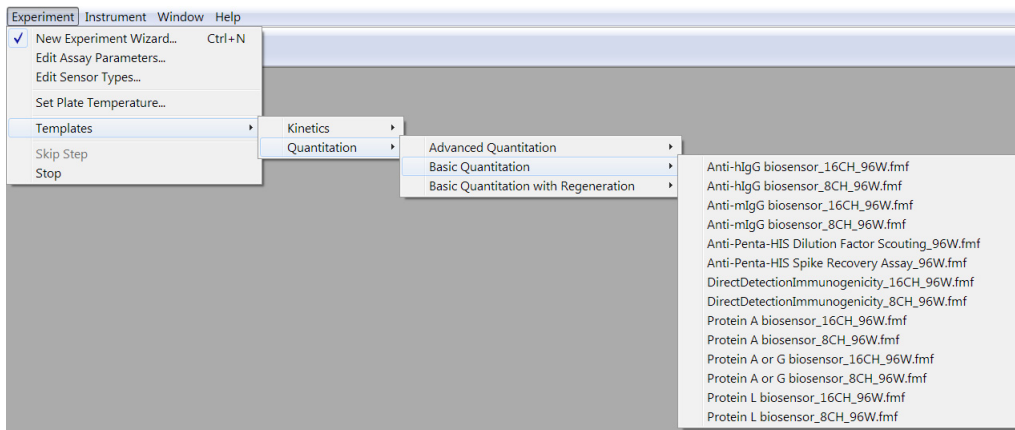 Experiment Instrument Window Help
New Experiment Wizard... Ctrl+N
Edit Assay Parameters...
Edit Sensor Types...
Set Plate Temperature...
Templates
Skip Step
Stop
Kinetics
Quantitation
Advanced Quantitation
Basic Quantitation
Basic Quantitation with Regeneration
Anti-hIgG biosensor_16CH_96W.fmf
Anti-hIgG biosensor_8CH_96W.fmf
Anti-mIgG biosensor_16CH_96W.fmf
Anti-mIgG biosensor_8CH_96W.fmf
Anti-Penta-HIS Dilution Factor Scouting_96W.fmf
Anti-Penta-HIS Spike Recovery Assay_96W.fmf
DirectDetectionImmunogenicity_16CH_96W.fmf
DirectDetectionImmunogenicity_8CH_96W.fmf
Protein A biosensor_16CH_96W.fmf
Protein A biosensor_8CH_96W.fmf
Protein A or G biosensor_16CH_96W.fmf
Protein A or G biosensor_8CH_96W.fmf
Protein L biosensor_16CH_96W.fmf
Protein L biosensor_8CH_96W.fmf